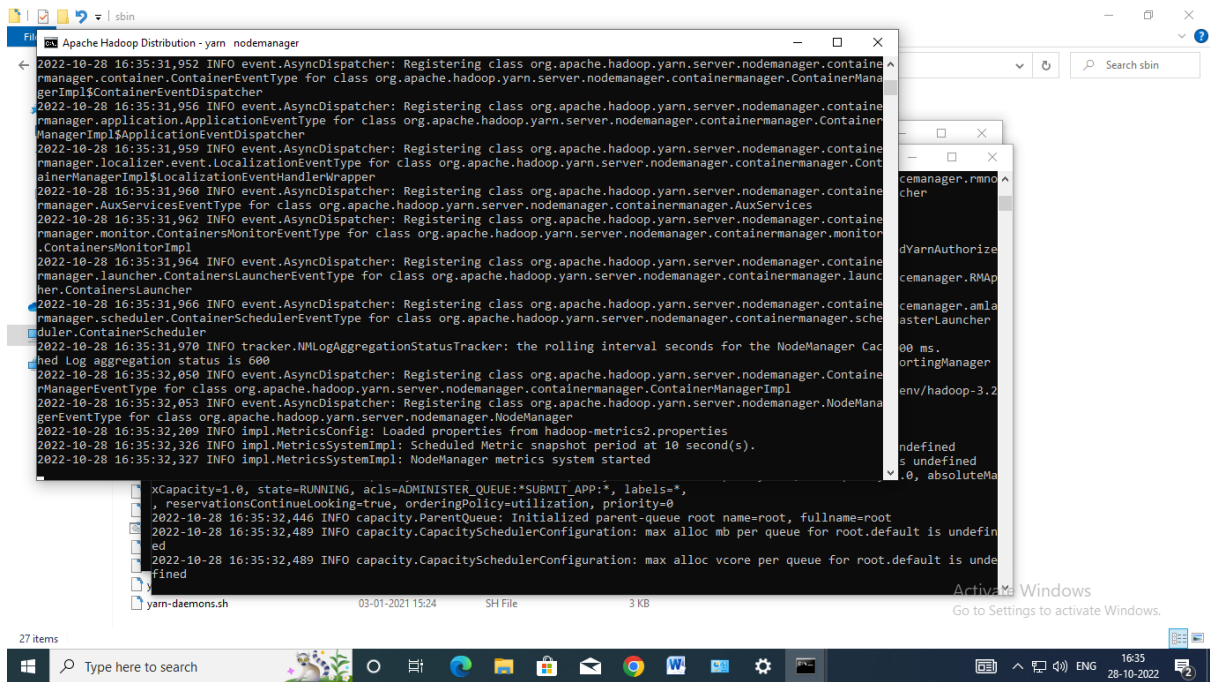 sbin
File
Apache Hadoop Distribution - yarn nodemanager
Search sbin
2022-10-28 16:35:31,952 INFO event.AsyncDispatcher: Registering class org.apache.hadoop.yarn.server.nodemanager.containe
rmanager.container.ContainerEventType for class org.apache.hadoop.yarn.server.nodemanager.containermanager.ContainerMana
gerImpl$ContainerEventDispatcher
2022-10-28 16:35:31,956 INFO event.AsyncDispatcher: Registering class org.apache.hadoop.yarn.server.nodemanager.containe
rmanager.application.ApplicationEventType for class org.apache.hadoop.yarn.server.nodemanager.containermanager.Container
ManagerImpl$ApplicationEventDispatcher
2022-10-28 16:35:31,959 INFO event.AsyncDispatcher: Registering class org.apache.hadoop.yarn.server.nodemanager.containe
rmanager.localizer.event.LocalizationEventType for class org.apache.hadoop.yarn.server.nodemanager.containermanager.Cont
ainerManagerImpl$LocalizationEventHandlerWrapper
2022-10-28 16:35:31,960 INFO event.AsyncDispatcher: Registering class org.apache.hadoop.yarn.server.nodemanager.containe
rmanager.AuxServicesEventType for class org.apache.hadoop.yarn.server.nodemanager.containermanager.AuxServices
2022-10-28 16:35:31,962 INFO event.AsyncDispatcher: Registering class org.apache.hadoop.yarn.server.nodemanager.containe
rmanager.monitor.ContainersMonitorEventType for class org.apache.hadoop.yarn.server.nodemanager.containermanager.monitor
.ContainersMonitorImpl
2022-10-28 16:35:31,964 INFO event.AsyncDispatcher: Registering class org.apache.hadoop.yarn.server.nodemanager.containe
rmanager.launcher.ContainersLauncherEventType for class org.apache.hadoop.yarn.server.nodemanager.containermanager.launc
her.ContainersLauncher
2022-10-28 16:35:31,966 INFO event.AsyncDispatcher: Registering class org.apache.hadoop.yarn.server.nodemanager.containe
rmanager.scheduler.ContainerSchedulerEventType for class org.apache.hadoop.yarn.server.nodemanager.containermanager.sche
duler.ContainerScheduler
2022-10-28 16:35:31,970 INFO tracker.NMLogAggregationStatusTracker: the rolling interval seconds for the NodeManager Cac
hed Log aggregation status is 600
2022-10-28 16:35:32,050 INFO event.AsyncDispatcher: Registering class org.apache.hadoop.yarn.server.nodemanager.Containe
rManagerEventType for class org.apache.hadoop.yarn.server.nodemanager.containermanager.ContainerManagerImpl
2022-10-28 16:35:32,053 INFO event.AsyncDispatcher: Registering class org.apache.hadoop.yarn.server.nodemanager.NodeMana
gerEventType for class org.apache.hadoop.yarn.server.nodemanager.NodeManager
2022-10-28 16:35:32,209 INFO impl.MetricsConfig: Loaded properties from hadoop-metrics2.properties
2022-10-28 16:35:32,326 INFO impl.MetricsSystemImpl: Scheduled Metric snapshot period at 10 second(s).
2022-10-28 16:35:32,327 INFO impl.MetricsSystemImpl: NodeManager metrics system started
cemanager.rmno
cher
dYarnAuthorize
cemanager.RMAp
cemanager.amla
asterLauncher
00 ms.
ortingManager
env/hadoop-3.2
ndefined
s undefined
.0, absoluteMa
xCapacity=1.0, state=RUNNING, acls=ADMINISTER_QUEUE:*SUBMIT_APP:*, labels=*,
, reservationsContinueLooking=true, orderingPolicy=utilization, priority=0
2022-10-28 16:35:32,446 INFO capacity.ParentQueue: Initialized parent-queue root name=root, fullname=root
2022-10-28 16:35:32,489 INFO capacity.CapacitySchedulerConfiguration: max alloc mb per queue for root.default is undefin
ed
2022-10-28 16:35:32,489 INFO capacity.CapacitySchedulerConfiguration: max alloc vcore per queue for root.default is unde
fined
yarn-daemons.sh 03-01-2021 15:24 SH File 3 KB
Activate Windows
Go to Settings to activate Windows.
27 items
Type here to search
ENG
16:35
28-10-2022
2